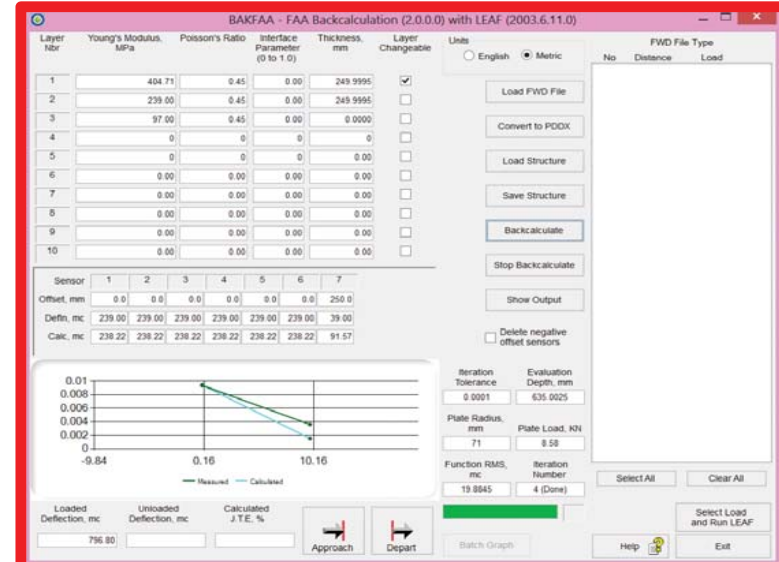 BAKFAA - FAA Backcalculation (2.0.0.0) with LEAF (2003.6.11.0)
Layer Nbr Young's Modulus, MPa Poisson's Ratio Interface Parameter (0 to 1.0) Thickness, mm Layer Changeable
1 404.71 0.45 0.00 249.9995
2 239.00 0.45 0.00 249.9995
3 97.00 0.45 0.00 0.0000
4 0 0 0 0
5 0 0 0 0.00
6 0.00 0.00 0.00 0.00
7 0.00 0.00 0.00 0.00
8 0.00 0.00 0.00 0.00
9 0.00 0.00 0.00 0.00
10 0.00 0.00 0.00 0.00
Sensor 1 2 3 4 5 6 7
Offset, mm 0.0 0.0 0.0 0.0 0.0 0.0 250.0
Defln, mc 239.00 239.00 239.00 239.00 239.00 239.00 39.00
Calc, mc 238.22 238.22 238.22 238.22 238.22 238.22 91.57
0.01
0.008
0.006
0.004
0.002
0
-9.84 0.16 10.16
Measured Calculated
Loaded Deflection, mc Unloaded Deflection, mc Calculated J.T.E, %
796.80
Approach Depart
Units
English Metric
Load FWD File
Convert to PDDX
Load Structure
Save Structure
Backcalculate
Stop Backcalculate
Show Output
Delete negative offset sensors
Iteration Tolerance Evaluation Depth, mm
0.0001 635.0025
Plate Radius, mm Plate Load, KN
71 8.58
Function RMS, mc Iteration Number
19.8845 4 (Done)
Batch Graph
FWD File Type
No Distance Load
Select All Clear All
Select Load and Run LEAF
Help Exit